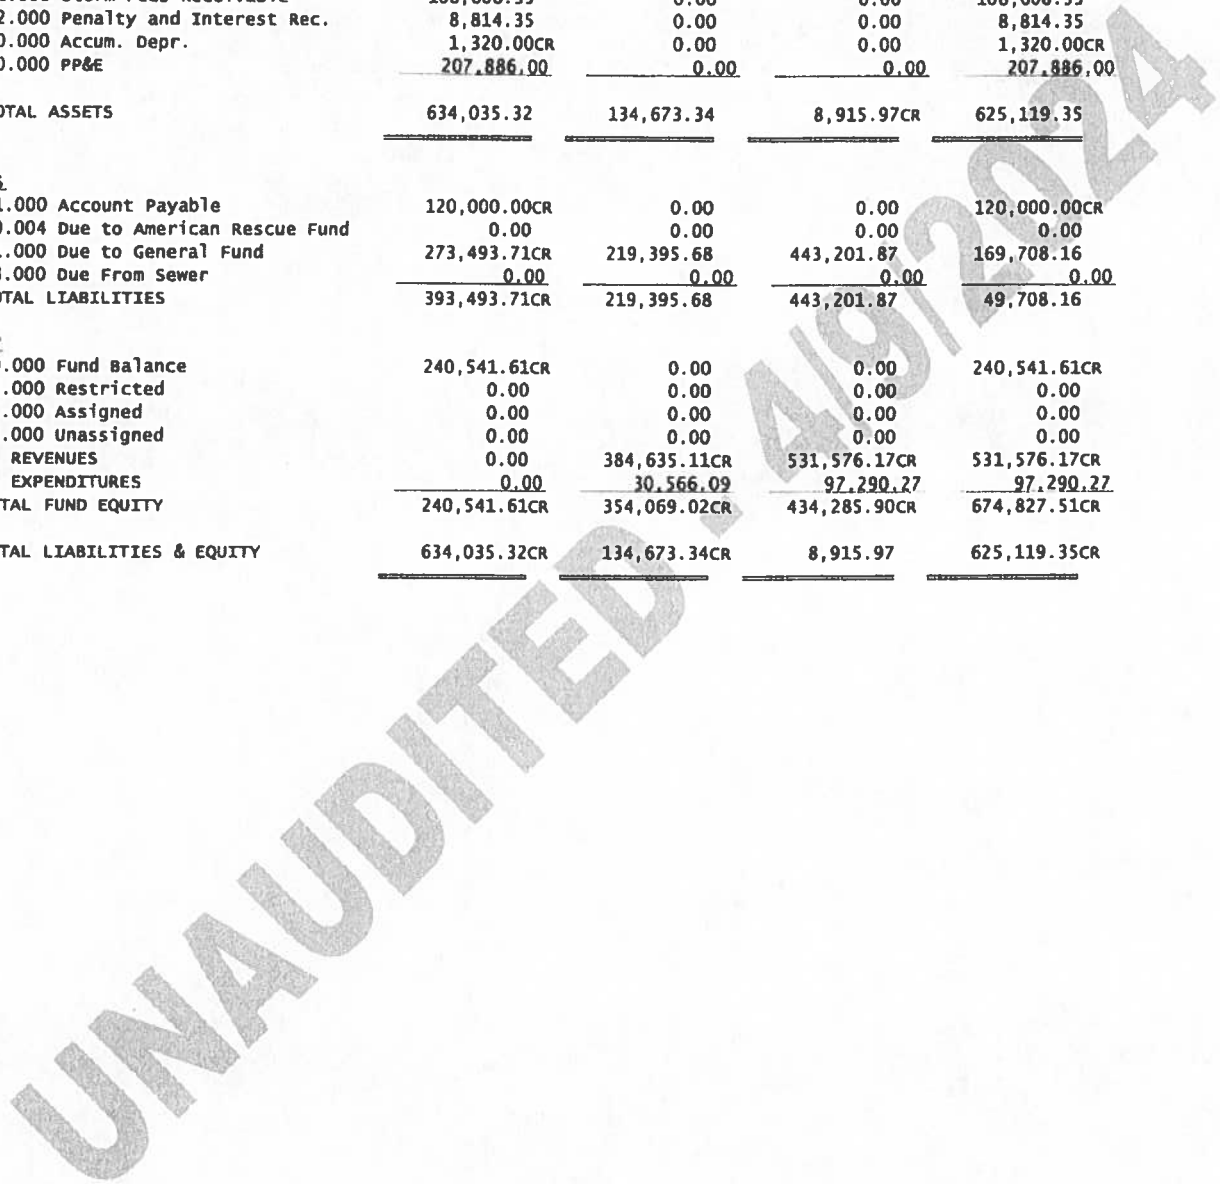 2.000 Penalty and Interest Rec. 8,814.35 0.00 0.00 8,814.35
0.000 Accum. Depr. 1,320.00CR 0.00 0.00 1,320.00CR
0.000 PP&E 207,886.00 0.00 0.00 207,886.00
OTAL ASSETS 634,035.32 134,673.34 8,915.97CR 625,119.35
1.000 Account Payable 120,000.00CR 0.00 0.00 120,000.00CR
0.004 Due to American Rescue Fund 0.00 0.00 0.00 0.00
.000 Due to General Fund 273,493.71CR 219,395.68 443,201.87 169,708.16
.000 Due From Sewer 0.00 0.00 0.00 0.00
OTAL LIABILITIES 393,493.71CR 219,395.68 443,201.87 49,708.16
.000 Fund Balance 240,541.61CR 0.00 0.00 240,541.61CR
.000 Restricted 0.00 0.00 0.00 0.00
.000 Assigned 0.00 0.00 0.00 0.00
.000 Unassigned 0.00 0.00 0.00 0.00
REVENUES 0.00 384,635.11CR 531,576.17CR 531,576.17CR
EXPENDITURES 0.00 30,566.09 97,290.27 97,290.27
TAL FUND EQUITY 240,541.61CR 354,069.02CR 434,285.90CR 674,827.51CR
TAL LIABILITIES & EQUITY 634,035.32CR 134,673.34CR 8,915.97 625,119.35CR
UNAUDITED - 4/9/2024